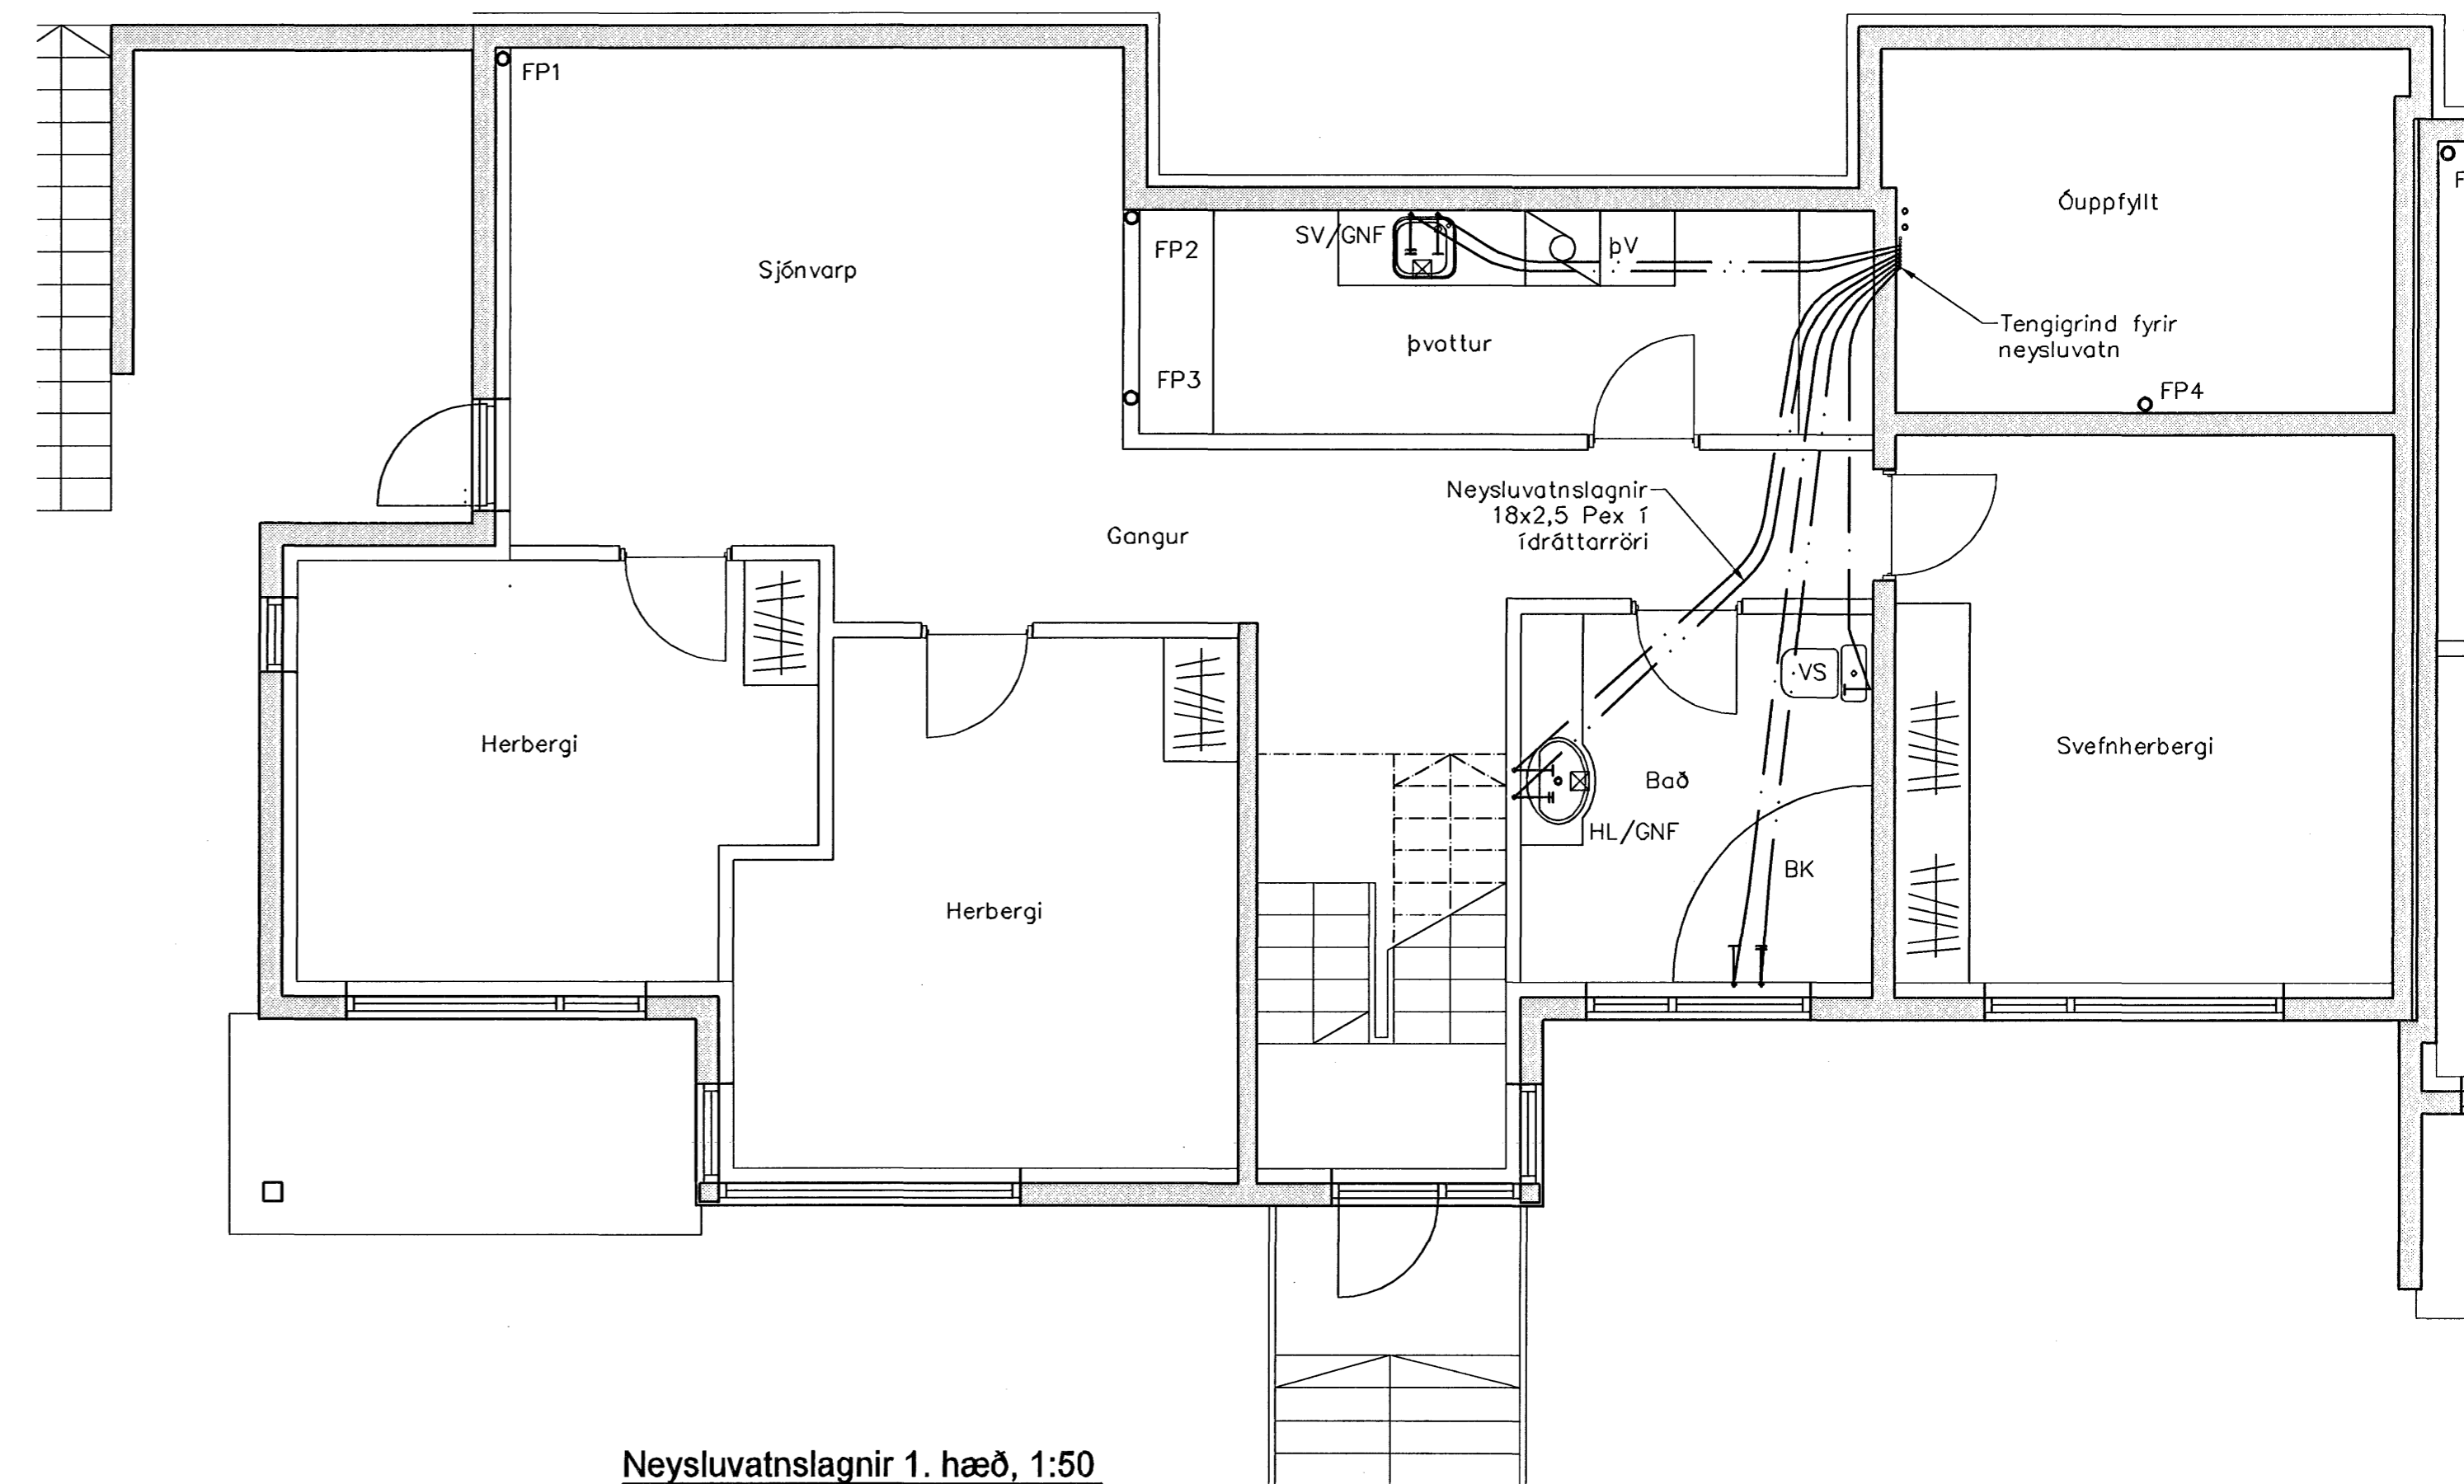 FP1
Óuppfyllt
SV/GNF
þV
FP2
Sjónvarp
Tengigrind fyrir
neysluvatn
þvottur
FP3
FP4
Neysluvatnslagnir
18x2,5 Pex í
ídráttarröri
Gangur
VS
Herbergi
Svefnherbergi
Bað
HL/GNF
BK
Herbergi
Neysluvatnslagnir 1. hæð, 1:50